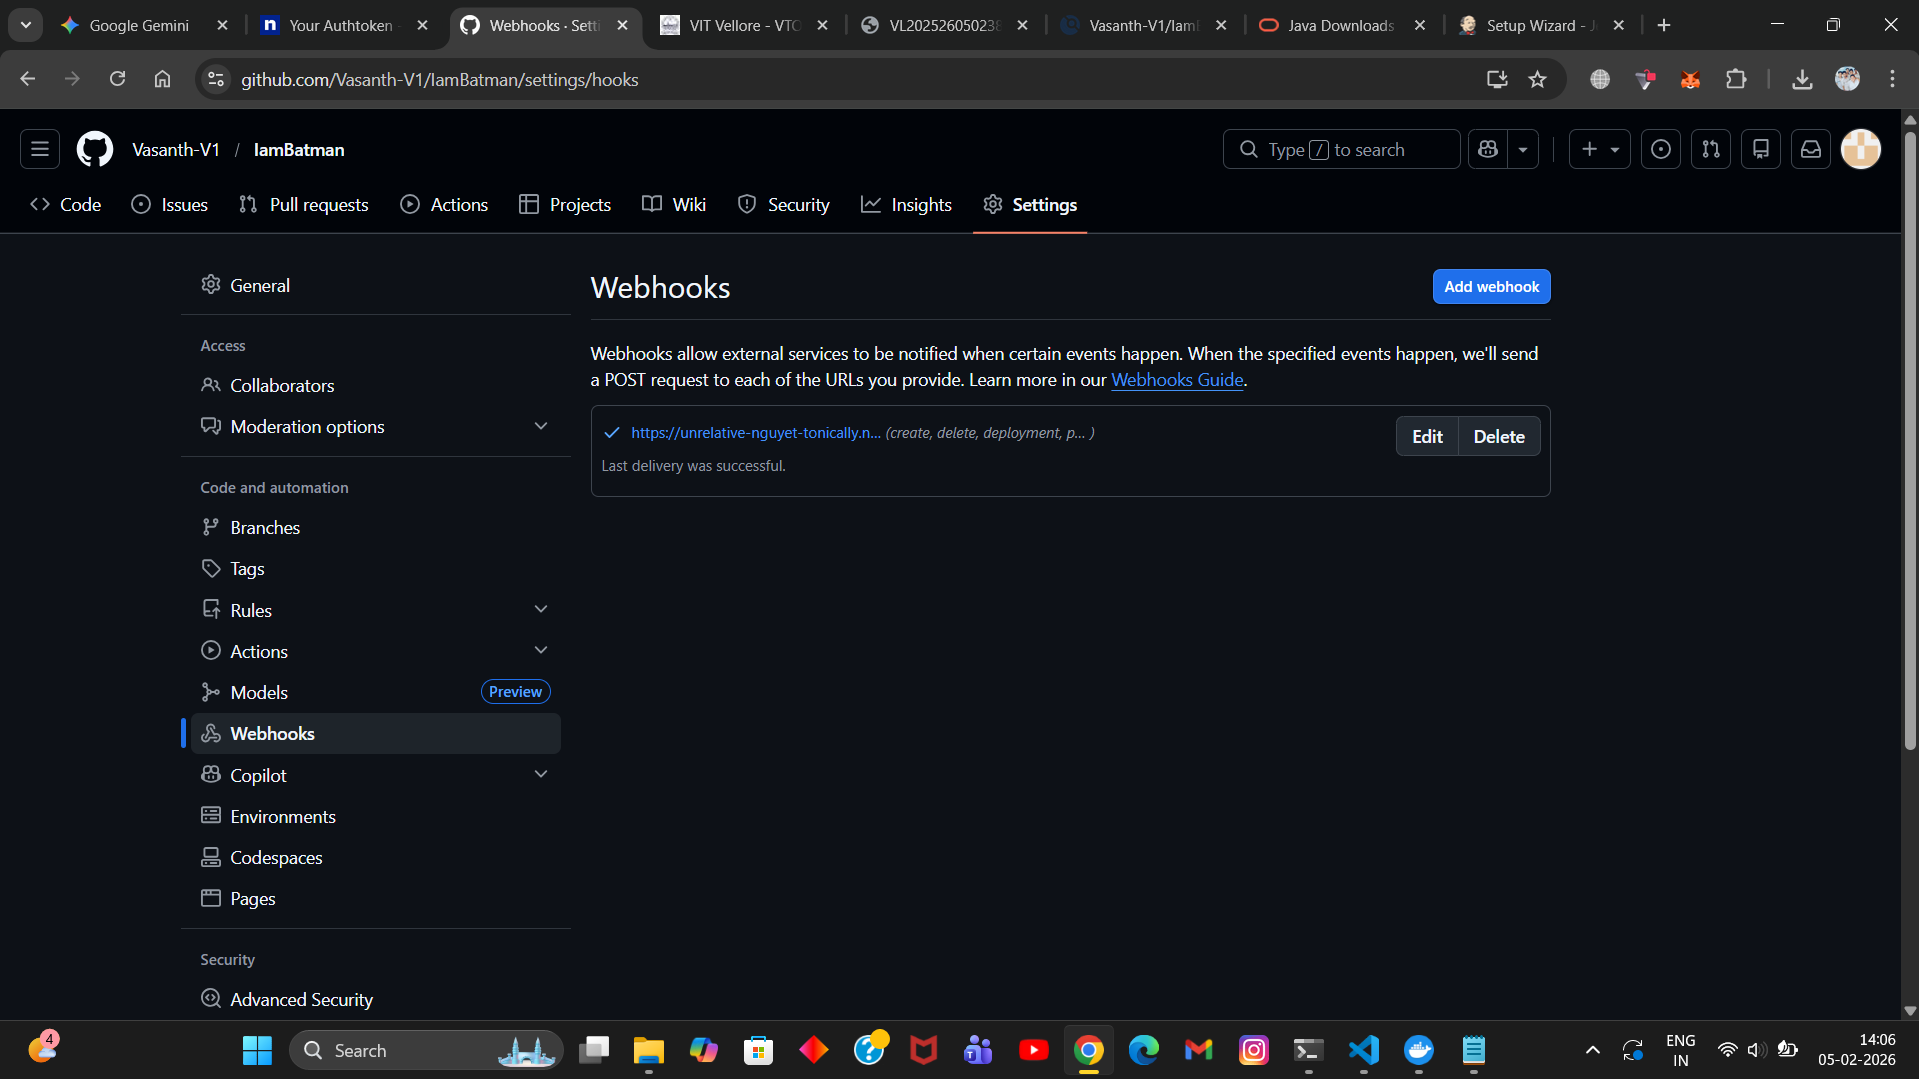 Google Gemini
Your Authtoken
Webhooks · Setti
VIT Vellore - VTO
VL20252605023
Vasanth-V1/Iam
Java Downloads
Setup Wizard - J
github.com/Vasanth-V1/IamBatman/settings/hooks
Vasanth-V1 / IamBatman
Type / to search
Code
Issues
Pull requests
Actions
Projects
Wiki
Security
Insights
Settings
General
Access
Collaborators
Moderation options
Code and automation
Branches
Tags
Rules
Actions
Models
Preview
Webhooks
Copilot
Environments
Codespaces
Pages
Security
Advanced Security
Webhooks
Add webhook
Webhooks allow external services to be notified when certain events happen. When the specified events happen, we'll send
a POST request to each of the URLs you provide. Learn more in our Webhooks Guide.
https://unrelative-nguyet-tonically.n... (create, delete, deployment, p... )
Edit
Delete
Last delivery was successful.
4
Search
ENG
IN
14:06
05-02-2026